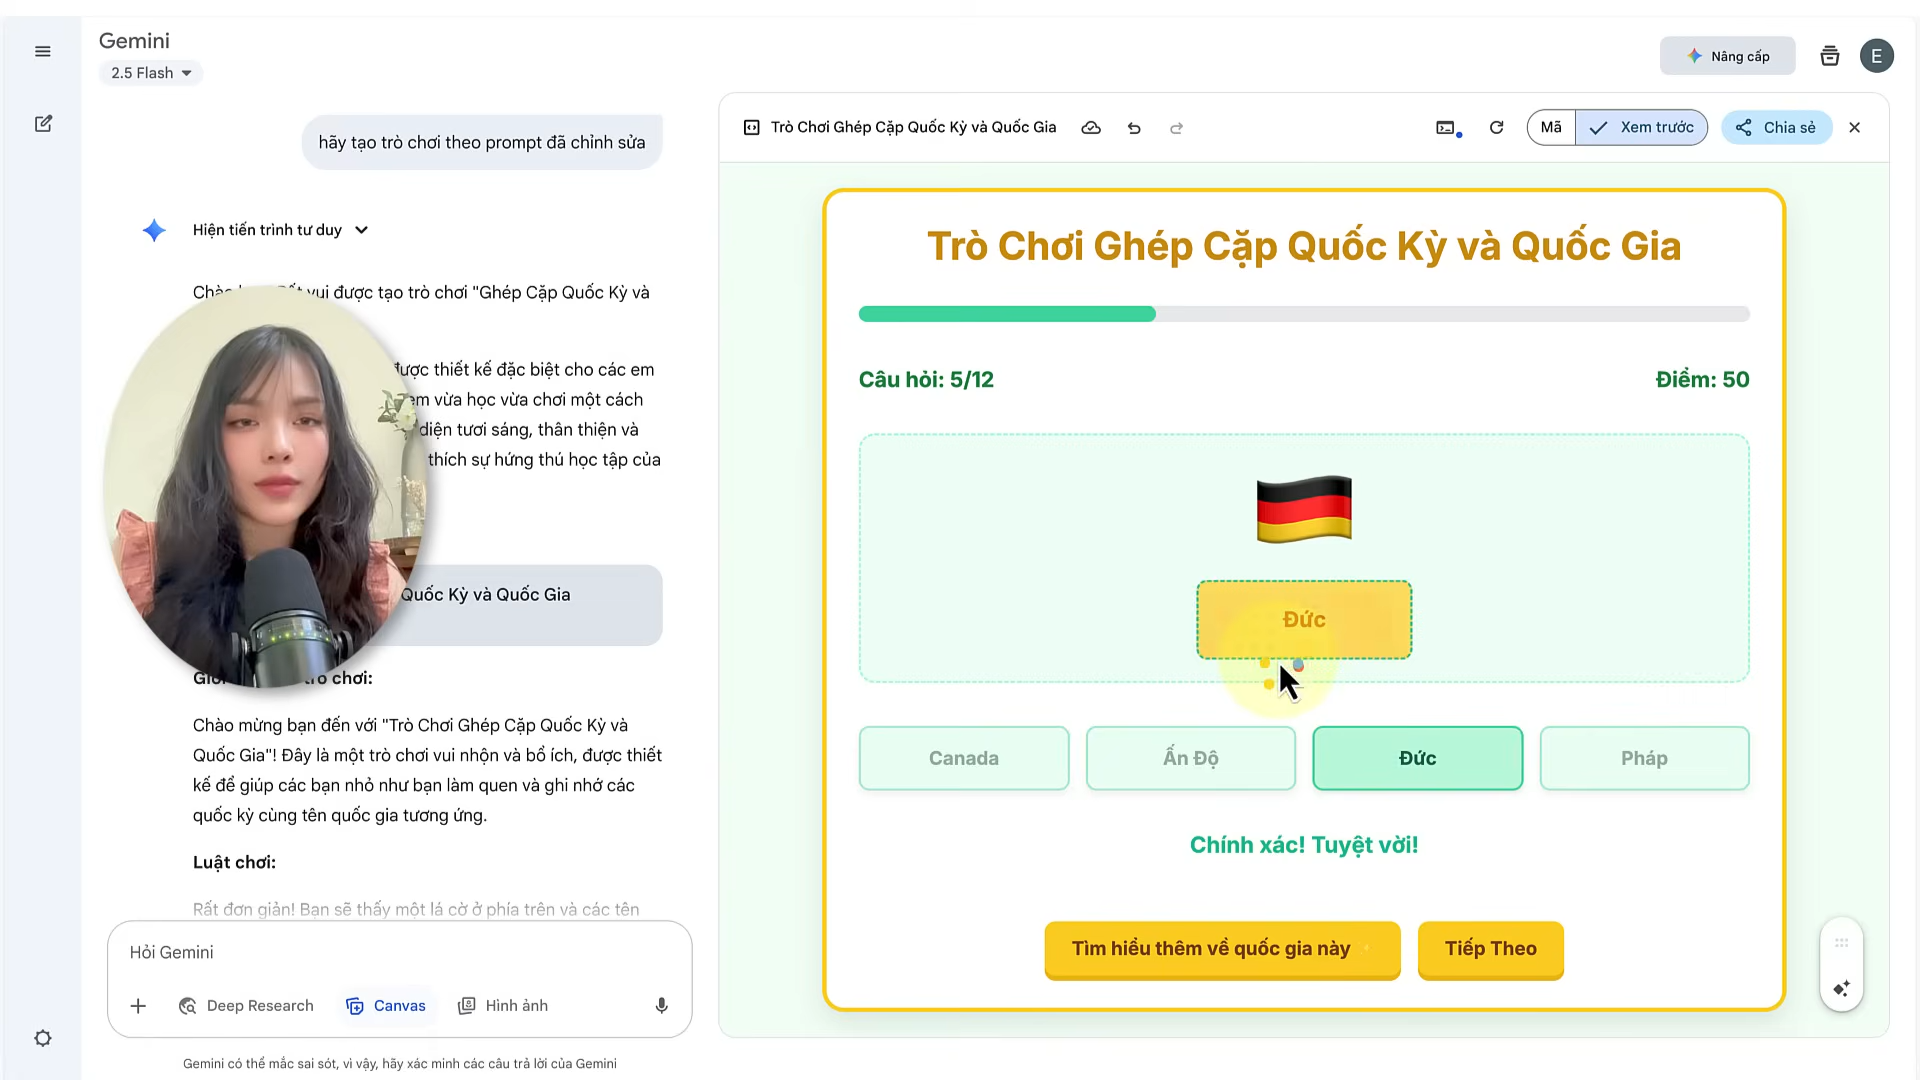 Gemini
2.5 Flash
Nâng cấp
E
hãy tạo trò chơi theo prompt đã chỉnh sửa
Hiện tiến trình tư duy
vui được tạo trò chơi "Ghép Cặp Quốc Kỳ và
được thiết kế đặc biệt cho các em
em vừa học vừa chơi một cách
diện tươi sáng, thân thiện và
thích sự hứng thú học tập của
Quốc Kỳ và Quốc Gia
trò chơi:
Chào mừng bạn đến với "Trò Chơi Ghép Cặp Quốc Kỳ và
Quốc Gia"! Đây là một trò chơi vui nhộn và bổ ích, được thiết
kế để giúp các bạn nhỏ như bạn làm quen và ghi nhớ các
quốc kỳ cùng tên quốc gia tương ứng.
Luật chơi:
Rất đơn giản! Bạn sẽ thấy một lá cờ ở phía trên và các tên
Hỏi Gemini
Deep Research
Canvas
Hình ảnh
Gemini có thể mắc sai sót, vì vậy, hãy xác minh các câu trả lời của Gemini
Trò Chơi Ghép Cặp Quốc Kỳ và Quốc Gia
Mã
Xem trước
Chia sẻ
Trò Chơi Ghép Cặp Quốc Kỳ và Quốc Gia
Câu hỏi: 5/12
Điểm: 50
Đức
Canada
Ấn Độ
Đức
Pháp
Chính xác! Tuyệt vời!
Tìm hiểu thêm về quốc gia này
Tiếp Theo